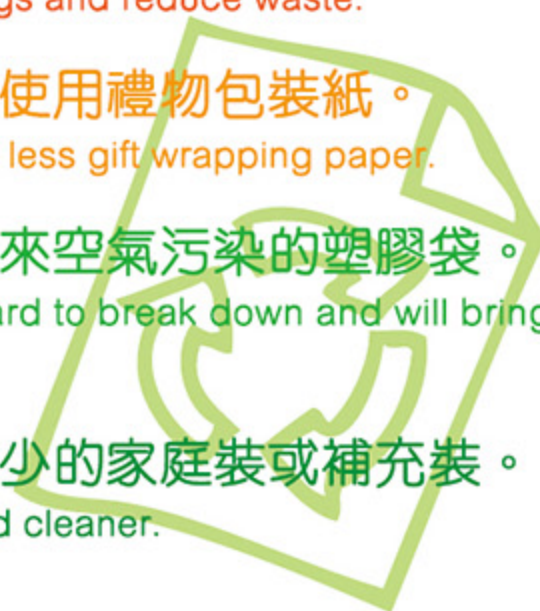 gs and reduce waste.
使用禮物包裝紙。
less gift wrapping paper.
來空氣污染的塑膠袋。
ard to break down and will bring
少的家庭裝或補充裝。
d cleaner.